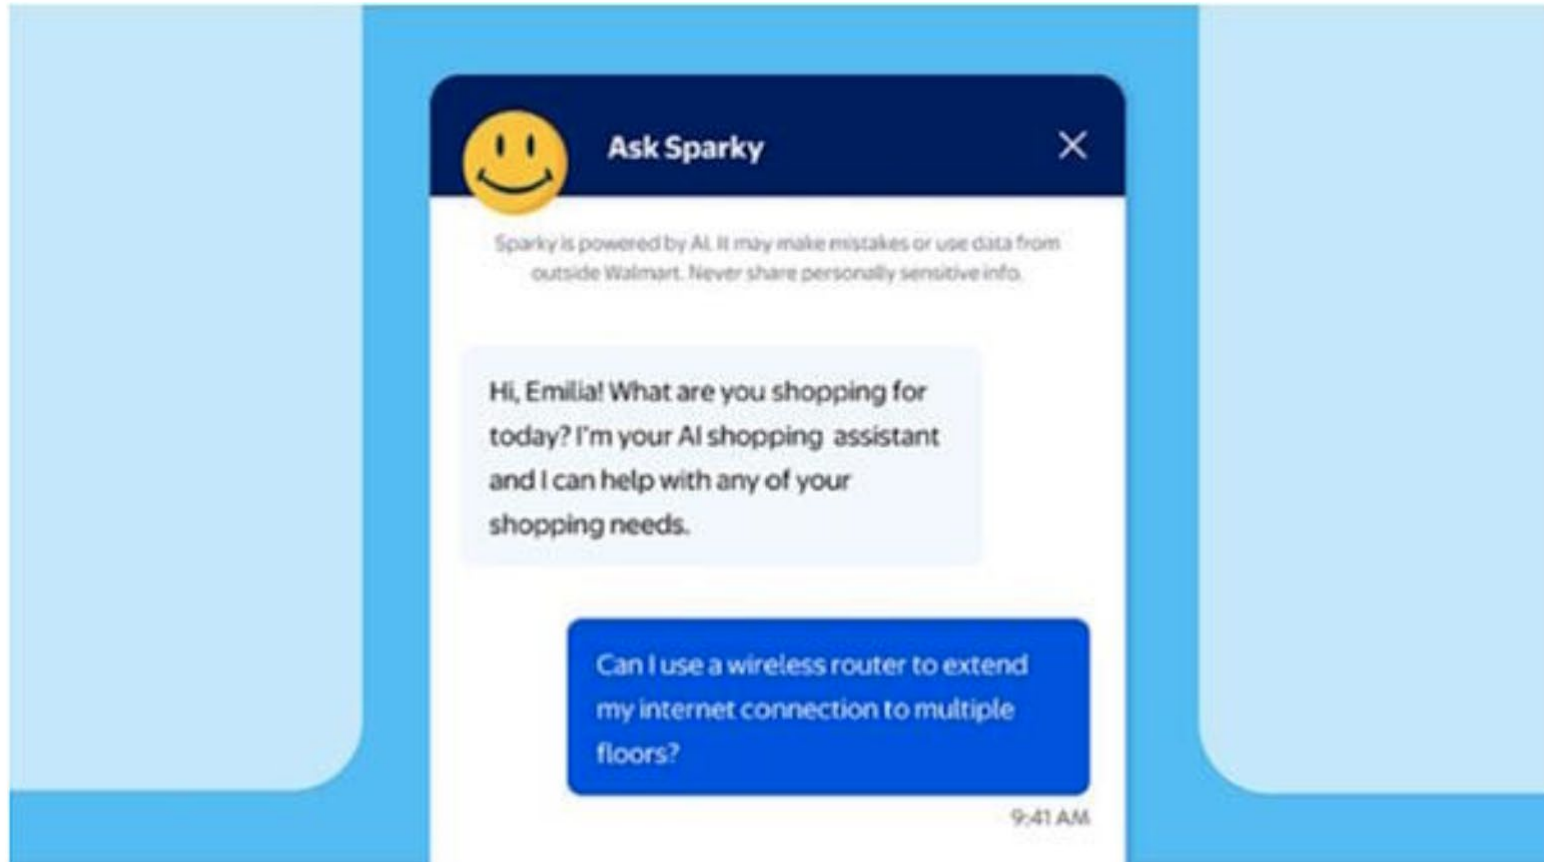 Ask Sparky
Sparky is powered by AI. It may make mistakes or use data from
outside Walmart. Never share personally sensitive info.
Hi, Emilia! What are you shopping for
today? I'm your AI shopping assistant
and I can help with any of your
shopping needs.
Can I use a wireless router to extend
my internet connection to multiple
floors?
9:41 AM